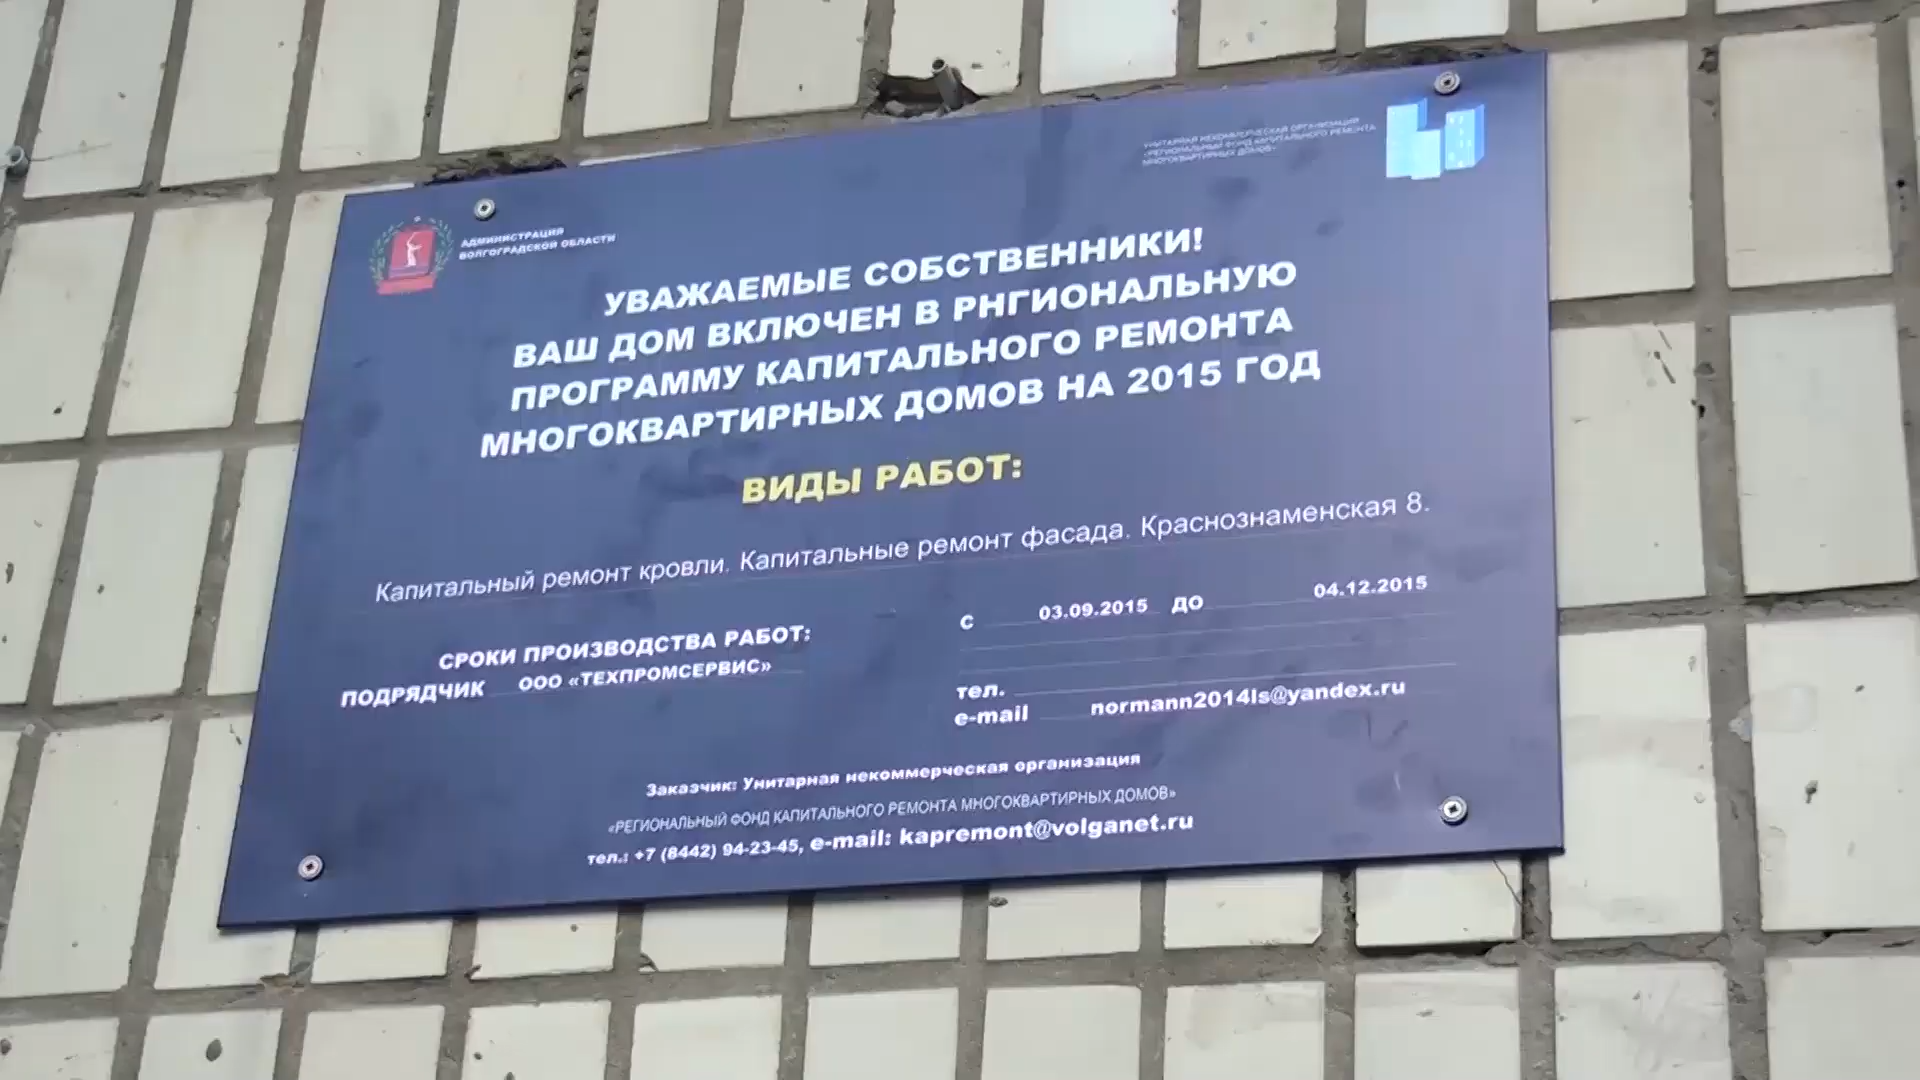 УНИТАРНАЯ НЕКОММЕРЧЕСКАЯ ОРГАНИЗАЦИЯ
«РЕГИОНАЛЬНЫЙ ФОНД КАПИТАЛЬНОГО РЕМОНТА
МНОГОКВАРТИРНЫХ ДОМОВ»
АДМИНИСТРАЦИЯ
ВОЛГОГРАДСКОЙ ОБЛАСТИ
УВАЖАЕМЫЕ СОБСТВЕННИКИ!
ВАШ ДОМ ВКЛЮЧЕН В РНГИОНАЛЬНУЮ
ПРОГРАММУ КАПИТАЛЬНОГО РЕМОНТА
МНОГОКВАРТИРНЫХ ДОМОВ НА 2015 ГОД
ВИДЫ РАБОТ:
Капитальный ремонт кровли. Капитальные ремонт фасада. Краснознаменская 8.
СРОКИ ПРОИЗВОДСТВА РАБОТ:
С 03.09.2015 ДО 04.12.2015
ПОДРЯДЧИК ООО «ТЕХПРОМСЕРВИС»
тел.
e-mail normann2014ls@yandex.ru
Заказчик: Унитарная некоммерческая организация
«РЕГИОНАЛЬНЫЙ ФОНД КАПИТАЛЬНОГО РЕМОНТА МНОГОКВАРТИРНЫХ ДОМОВ»
тел.: +7 (8442) 94-23-45, e-mail: kapremont@volganet.ru